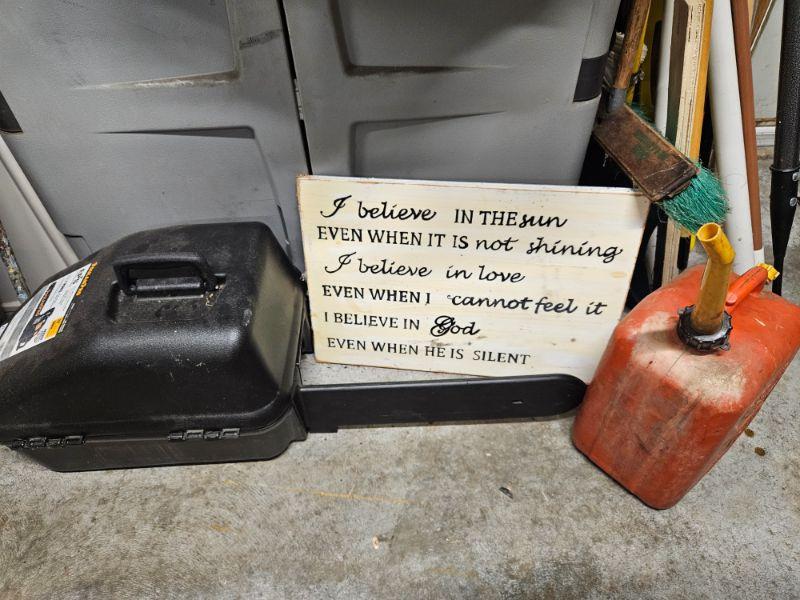 I believe IN THE sun
EVEN WHEN IT IS not shining
I believe in love
EVEN WHEN I cannot feel it
I BELIEVE IN God
EVEN WHEN HE IS SILENT